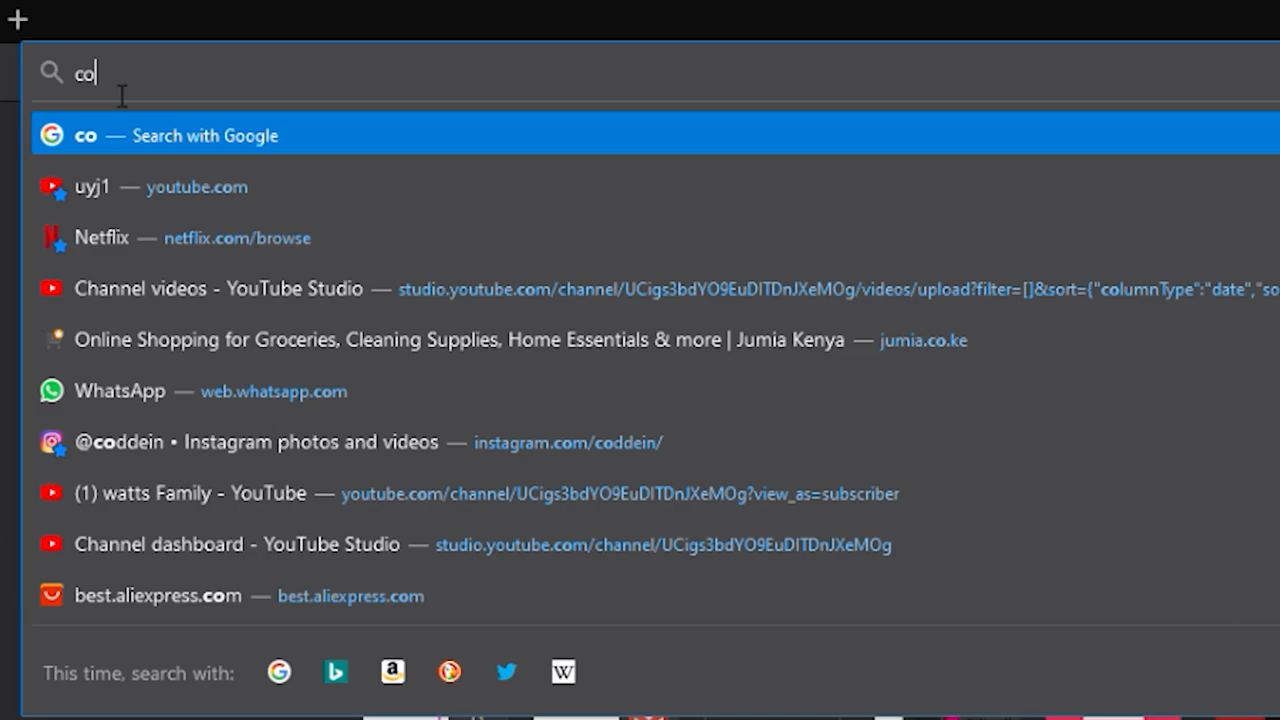 co
co — Search with Google
uyj1 — youtube.com
Netflix — netflix.com/browse
Channel videos - YouTube Studio — studio.youtube.com/channel/UCigs3bdYO9EuDITDnJXeMOg/videos/upload?filter=[]&sort={"columnType":"date","so
Online Shopping for Groceries, Cleaning Supplies, Home Essentials & more | Jumia Kenya — jumia.co.ke
WhatsApp — web.whatsapp.com
@coddein • Instagram photos and videos — instagram.com/coddein/
(1) watts Family - YouTube — youtube.com/channel/UCigs3bdYO9EuDITDnJXeMOg?view_as=subscriber
Channel dashboard - YouTube Studio — studio.youtube.com/channel/UCigs3bdYO9EuDITDnJXeMOg
best.aliexpress.com — best.aliexpress.com
This time, search with: